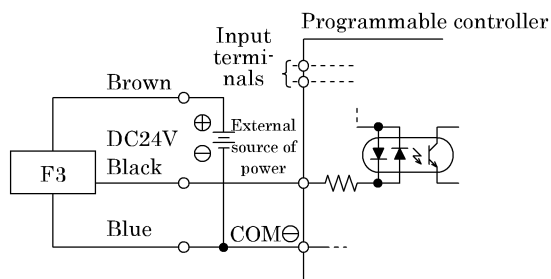 Programmable controller
Input
termi-
nals
Brown
⊕
DC24V
External
⊖
source of
power
Black
F3
Blue
COM⊖